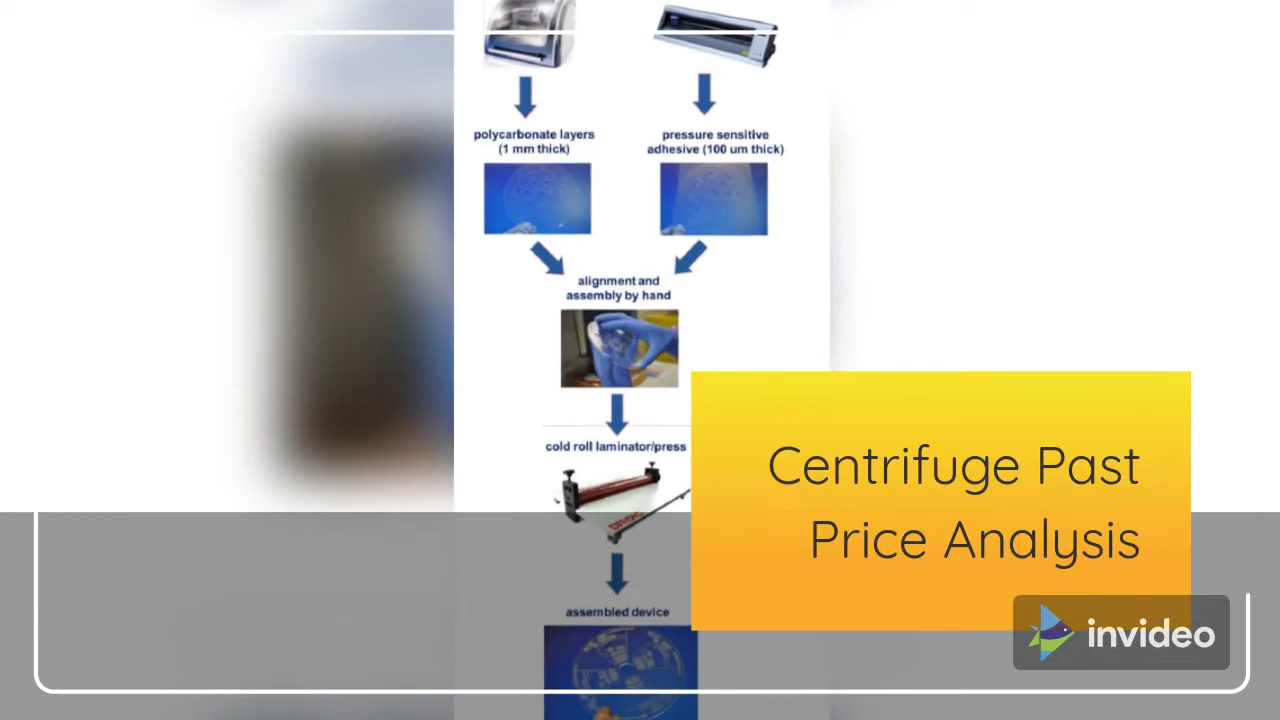 polycarbonate layers
(1 mm thick)
pressure sensitive
adhesive (100 um thick)
alignment and
assembly by hand
cold roll laminator/press
Centrifuge Past
Price Analysis
assembled device
invideo